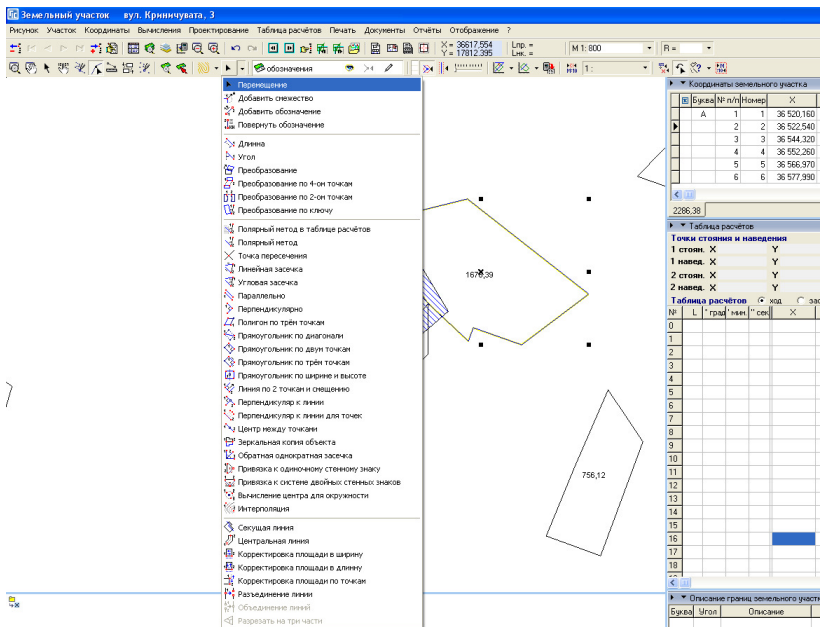 Земельный участок вул. Криничувата, 3
Рисунок Участок Координаты Вычисления Проектирование Таблица расчётов Печать Документы Отчёты Отображение ?
X = 36617,554 Lпр. =
Y = 17812.395 Lнк. =
M 1: 800
R =
обозначения
1:
Перемещение
Добавить смежество
Добавить обозначение
Повернуть обозначение
Длинна
Угол
Преобразование
Преобразование по 4-ом точкам
Преобразование по 2-ом точкам
Преобразование по ключу
Полярный метод в таблице расчётов
Полярный метод
Точка пересечения
Линейная засечка
Угловая засечка
Параллельно
Перпендикулярно
Полигон по трём точкам
Прямоугольник по диагонали
Прямоугольник по двум точкам
Прямоугольник по трём точкам
Прямоугольник по ширине и высоте
Линия по 2 точкам и смещению
Перпендикуляр к линии
Перпендикуляр к линии для точек
Центр между точками
Зеркальная копия объекта
Обратная однократная засечка
Привязка к одиночному стенному знаку
Привязка к системе двойных стенных знаков
Вычисление центра для окружности
Интерполяция
Секущая линия
Центральная линия
Корректировка площади в ширину
Корректировка площади в длинну
Корректировка площади по точкам
Разъединение линии
Объединение линий
Разрезать на три части
756,12
Координаты земельного участка
Буква № п/п Номер X
А 1 1 36 520,160
2 2 36 522,540
3 3 36 544,320
4 4 36 552,260
5 5 36 566,970
6 6 36 577,990
2286,38
Таблица расчётов
Точки стояния и наведения
1 стоян. X Y
1 навед. X Y
2 стоян. X Y
2 навед. X Y
Таблица расчётов ход зас
№ L ° град ' мин. '' сек X
0
1
2
3
4
5
6
7
8
9
10
11
12
13
14
15
16
17
18
Описание границ земельного участк
Буква Угол Описание